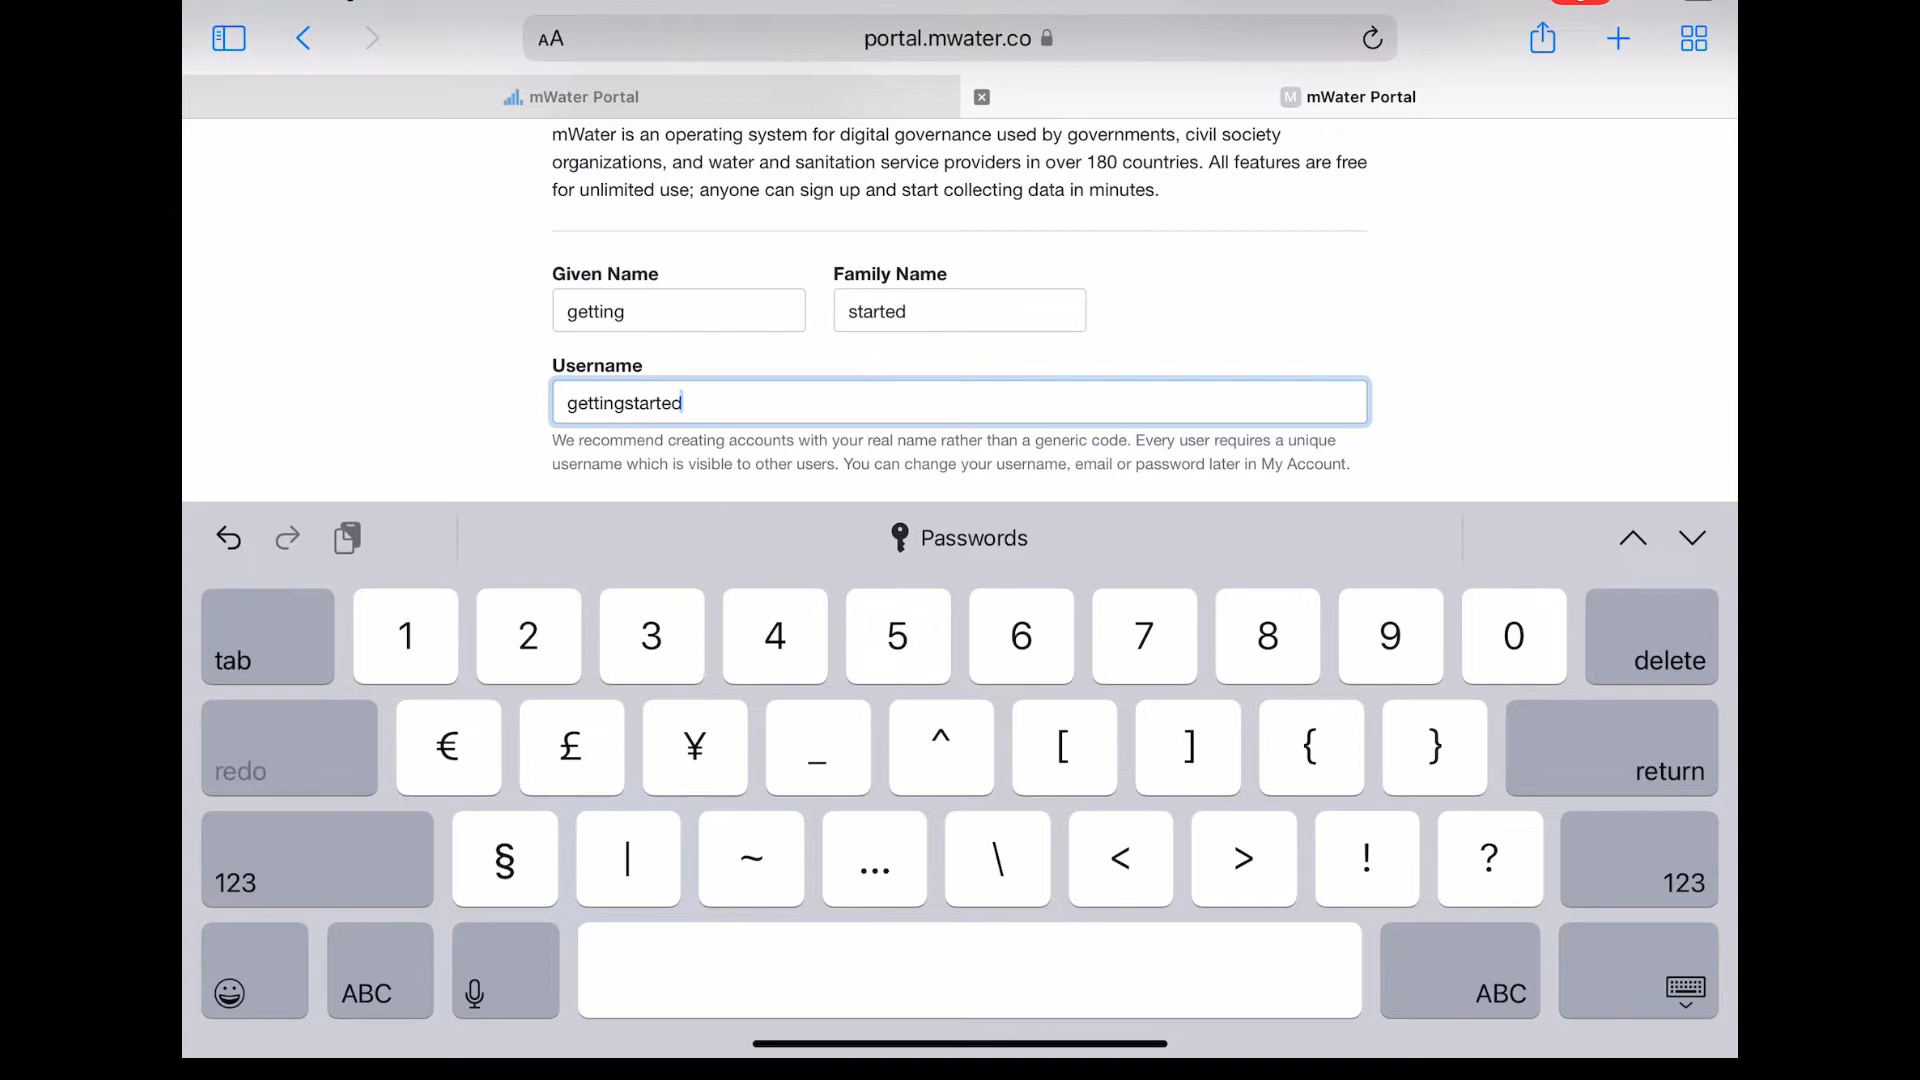 AA
portal.mwater.co
mWater Portal
M mWater Portal
mWater is an operating system for digital governance used by governments, civil society
organizations, and water and sanitation service providers in over 180 countries. All features are free
for unlimited use; anyone can sign up and start collecting data in minutes.
Given Name
Family Name
getting
started
Username
gettingstarted
We recommend creating accounts with your real name rather than a generic code. Every user requires a unique
username which is visible to other users. You can change your username, email or password later in My Account.
Passwords
tab 1 2 3 4 5 6 7 8 9 0 delete
redo € £ ¥ _ ^ [ ] { } return
123 § | ~ … \ < > ! ? 123
ABC ABC